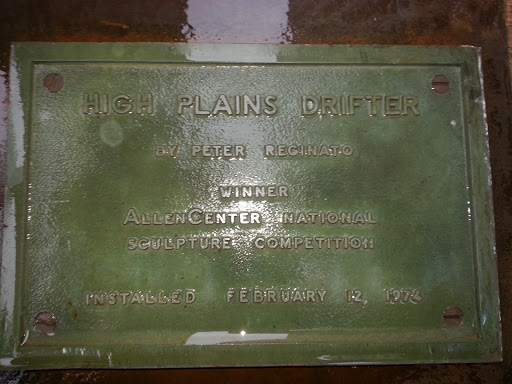 HIGH PLAINS DRIFTER
BY PETER REGINATO
WINNER
ALLENCENTER NATIONAL
SCULPTURE COMPETITION
INSTALLED FEBRUARY 12, 1974